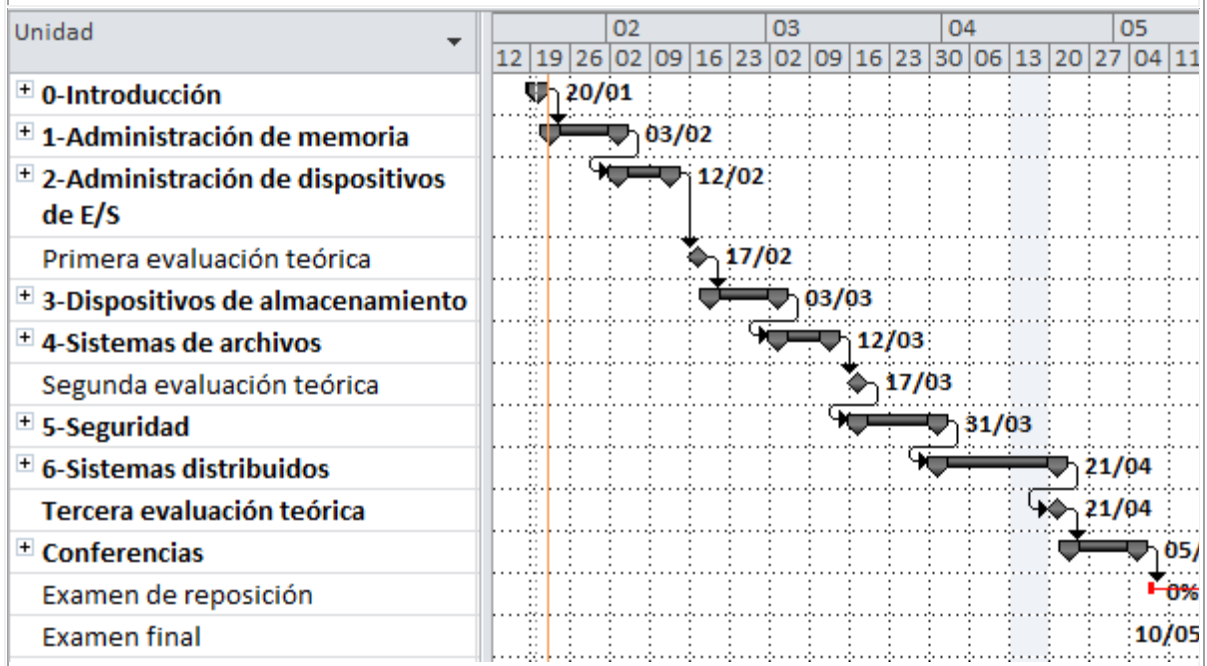 Unidad
02 03 04 05
12 19 26 02 09 16 23 02 09 16 23 30 06 13 20 27 04 11
0-Introducción 20/01
1-Administración de memoria 03/02
2-Administración de dispositivos 12/02
de E/S
Primera evaluación teórica 17/02
3-Dispositivos de almacenamiento 03/03
4-Sistemas de archivos 12/03
Segunda evaluación teórica 17/03
5-Seguridad 31/03
6-Sistemas distribuidos 21/04
Tercera evaluación teórica 21/04
Conferencias 05/
Examen de reposición 0%
Examen final 10/05